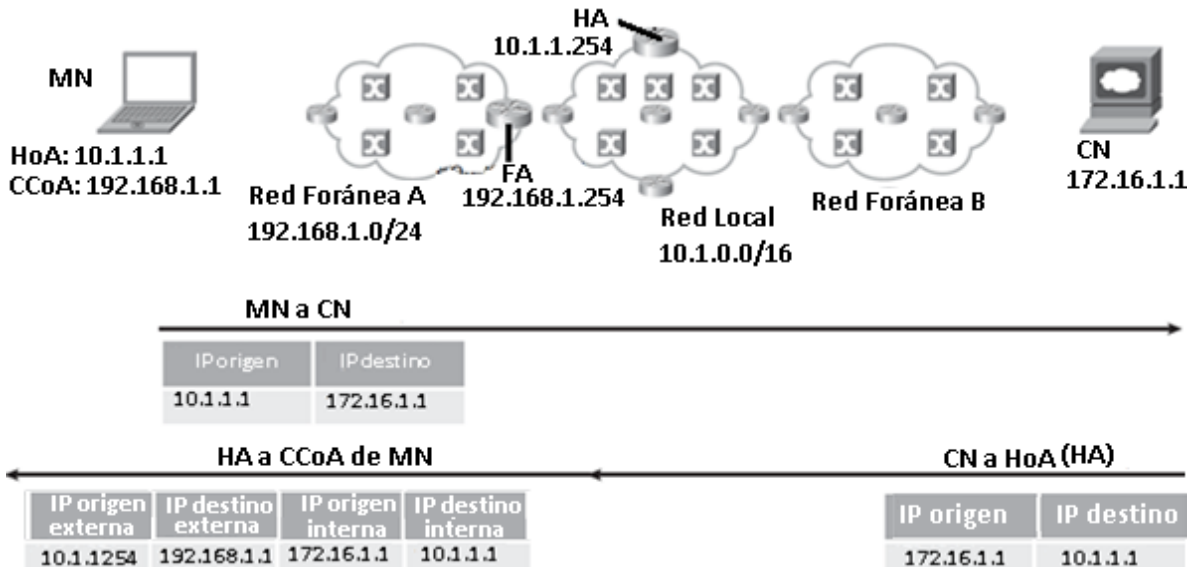 HA
10.1.1.254
MN
HoA: 10.1.1.1
CCoA: 192.168.1.1
FA
192.168.1.254
Red Foránea A
192.168.1.0/24
Red Local
10.1.0.0/16
Red Foránea B
CN
172.16.1.1
MN a CN
IP origen IP destino
10.1.1.1 172.16.1.1
HA a CCoA de MN
IP origen externa IP destino externa IP origen interna IP destino interna
10.1.1254 192.168.1.1 172.16.1.1 10.1.1.1
CN a HoA (HA)
IP origen IP destino
172.16.1.1 10.1.1.1